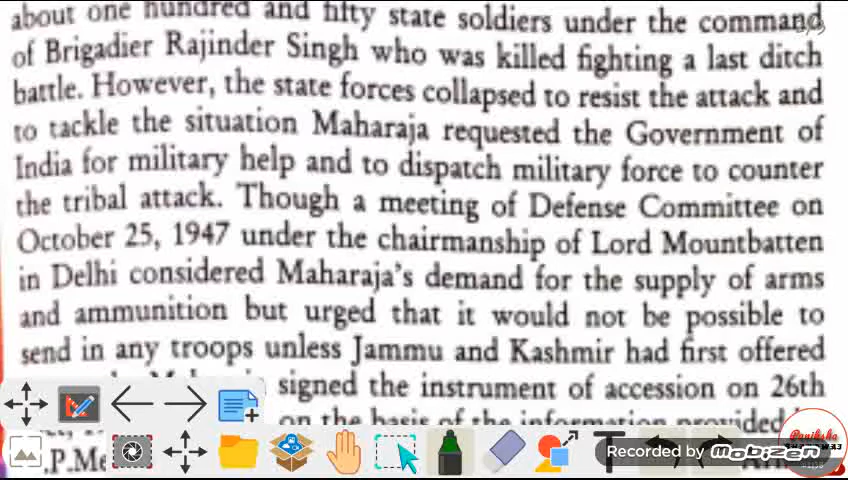 about one hundred and fifty state soldiers under the command
of Brigadier Rajinder Singh who was killed fighting a last ditch
battle. However, the state forces collapsed to resist the attack and
to tackle the situation Maharaja requested the Government of
India for military help and to dispatch military force to counter
the tribal attack. Though a meeting of Defense Committee on
October 25, 1947 under the chairmanship of Lord Mountbatten
in Delhi considered Maharaja's demand for the supply of arms
and ammunition but urged that it would not be possible to
send in any troops unless Jammu and Kashmir had first offered
signed the instrument of accession on 26th
on the basis of the information provided
.P.Me
Recorded by mobizen